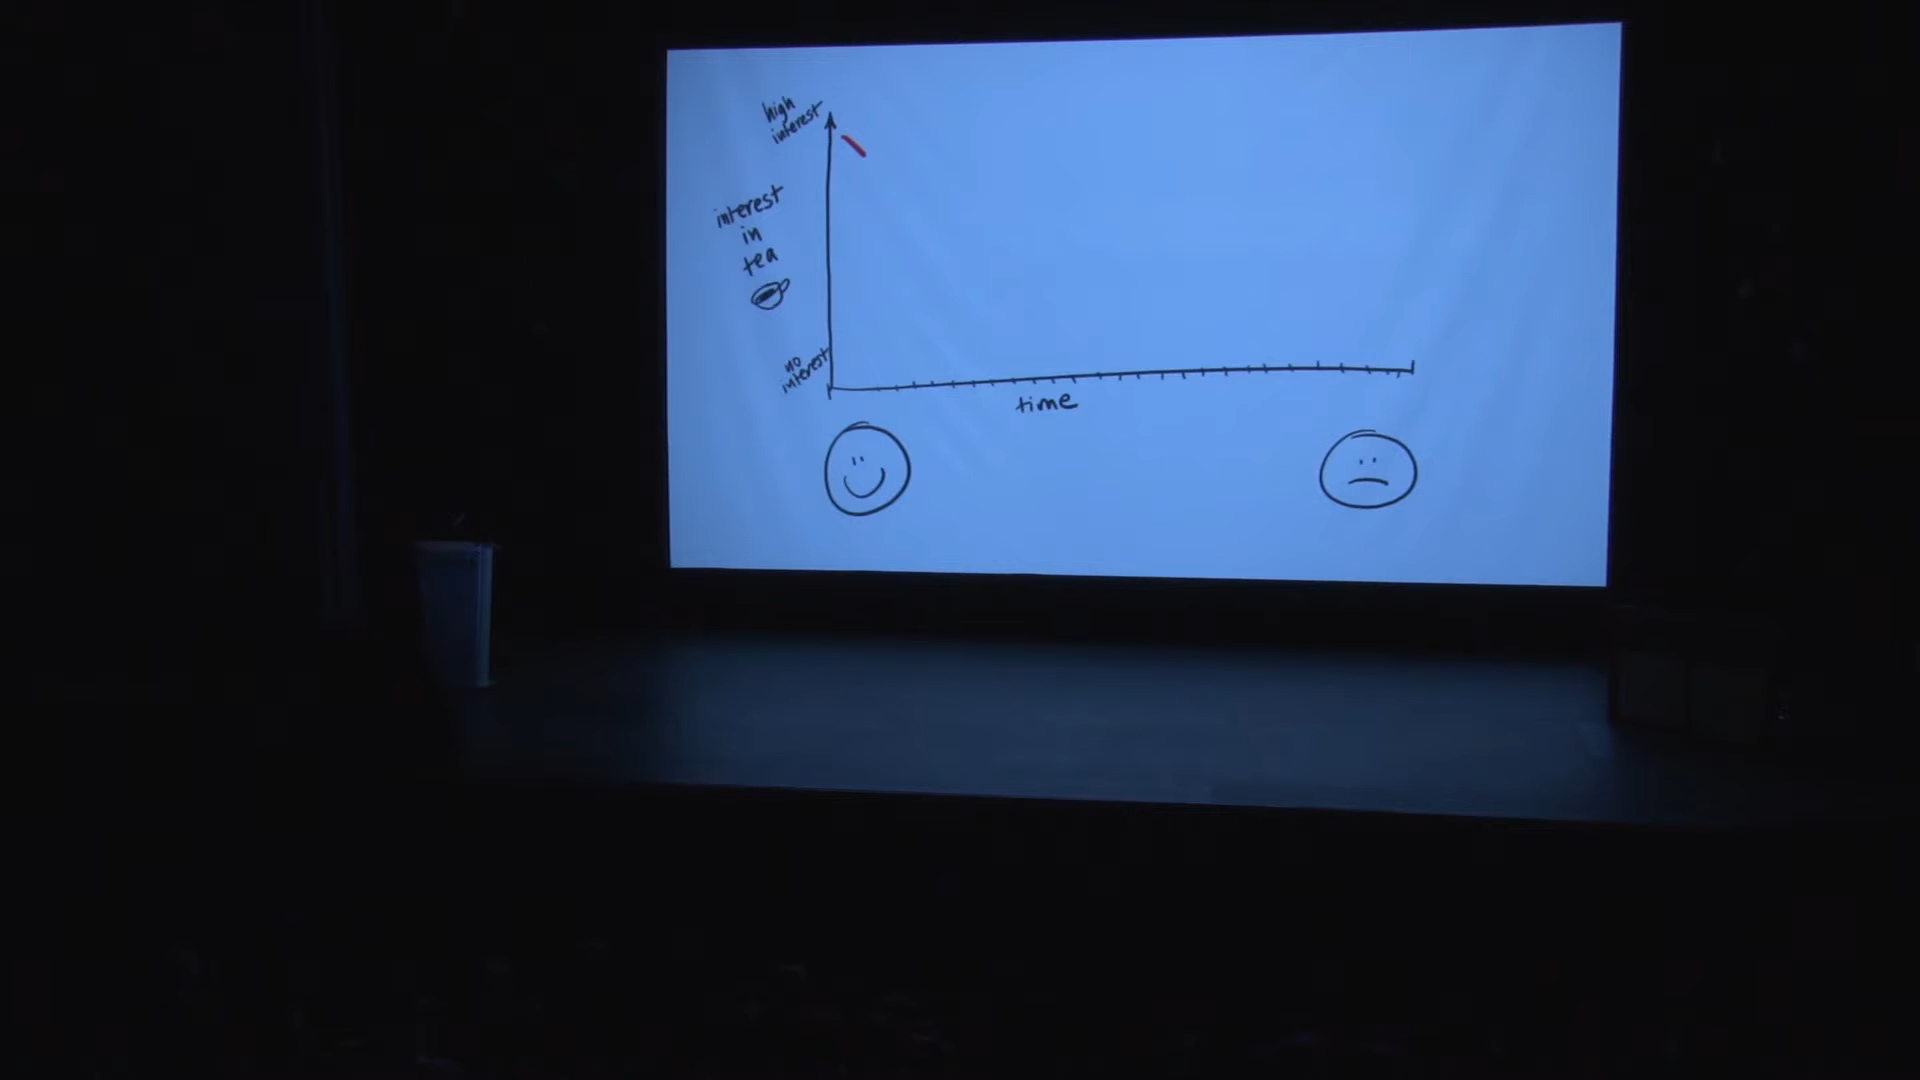 high
interest
interest
in
tea
no
interest
time